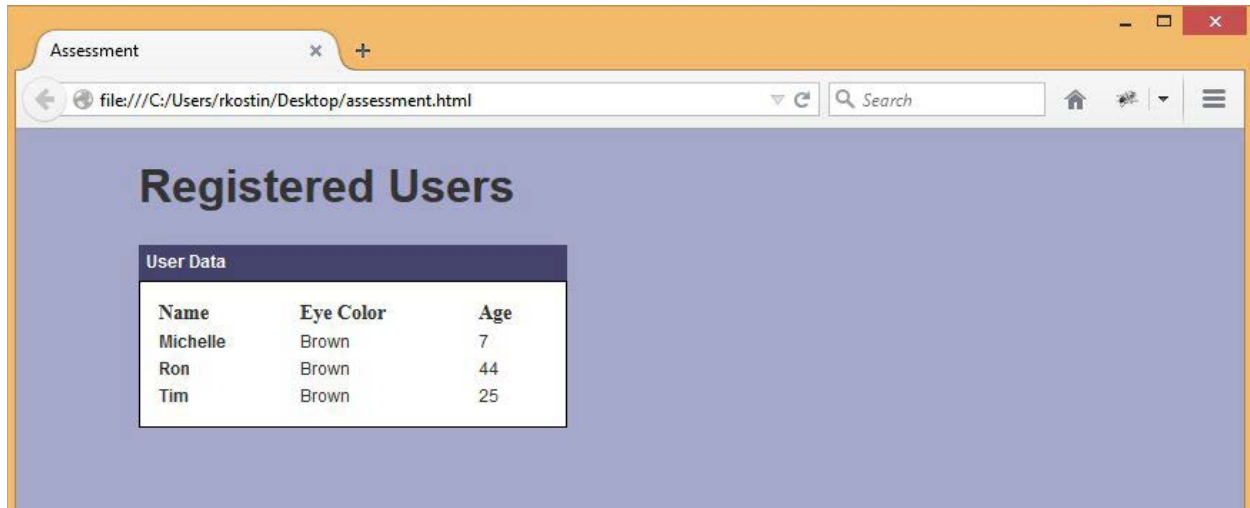 Assessment
file:///C:/Users/rkostin/Desktop/assessment.html Search
Registered Users
User Data
Name Eye Color Age
Michelle Brown 7
Ron Brown 44
Tim Brown 25